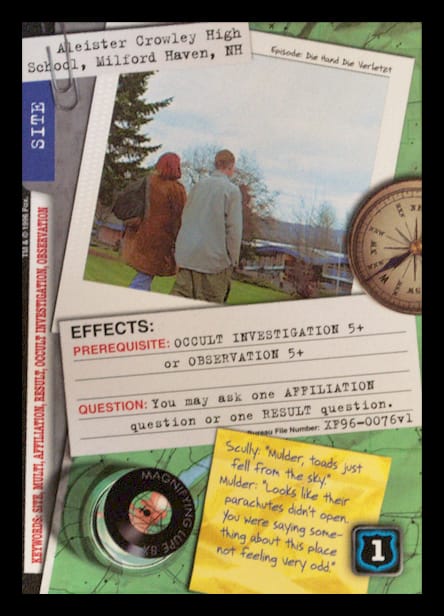 Aleister Crowley High
School, Milford Haven, NH
Episode: Die Hand Die Verletzt
SITE
TM & © 1996 Fox.
KEYWORDS: SITE, MULTI, AFFILIATION, RESULT, OCCULT INVESTIGATION, OBSERVATION
EFFECTS:
PREREQUISITE: OCCULT INVESTIGATION 5+
or OBSERVATION 5+
QUESTION: You may ask one AFFILIATION
question or one RESULT question.
Bureau File Number: XF96-0076v1
MAGNIFYING LUPE 8X
Scully: "Mulder, toads just
fell from the sky."
Mulder: "Looks like their
parachutes didn't open.
You were saying some-
thing about this place
not feeling very odd."
1